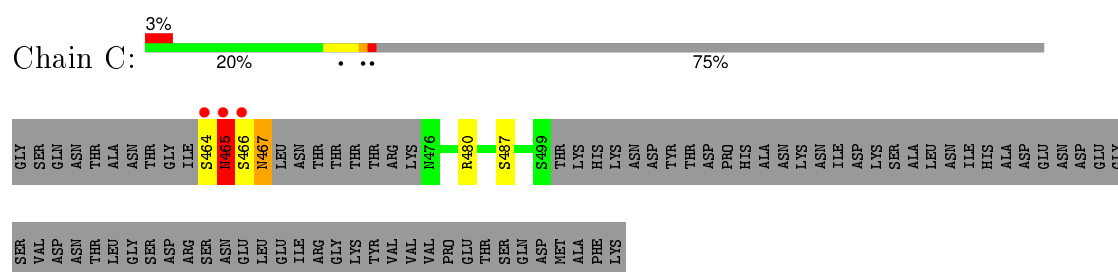 3%
Chain C:
20% • •• 75%
GLY SER GLN ASN THR ALA ASN THR GLY ILE S464 N465 S466 N467 LEU ASN THR THR THR THR ARG LYS N476 R480 S487 S499 THR LYS HIS LYS LYS ASN ASP TYR THR ASP PRO HIS ALA ASN LYS ASN ILE ASP LYS SER ALA LEU ASN ILE HIS ALA ASP GLU ASN ASP GLU GLY
SER VAL ASP ASN THR LEU GLY SER ASP ARG SER ASN GLU LEU GLU ILE ARG GLY LYS TYR VAL VAL VAL PRO GLU THR SER GLN ASP MET ALA PHE LYS